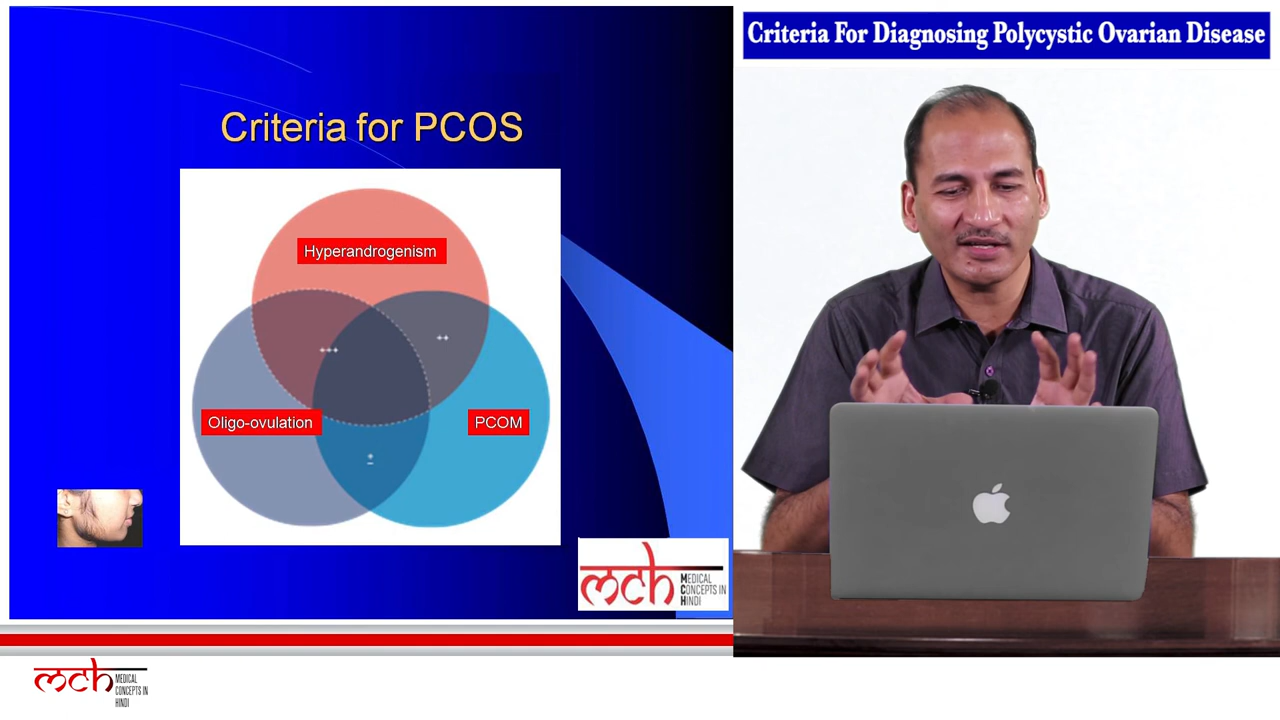 Criteria For Diagnosing Polycystic Ovarian Disease
Criteria for PCOS
Hyperandrogenism
+++
++
Oligo-ovulation
PCOM
±
mch
MEDICAL
CONCEPTS IN
HINDI
mch
MEDICAL
CONCEPTS IN
HINDI